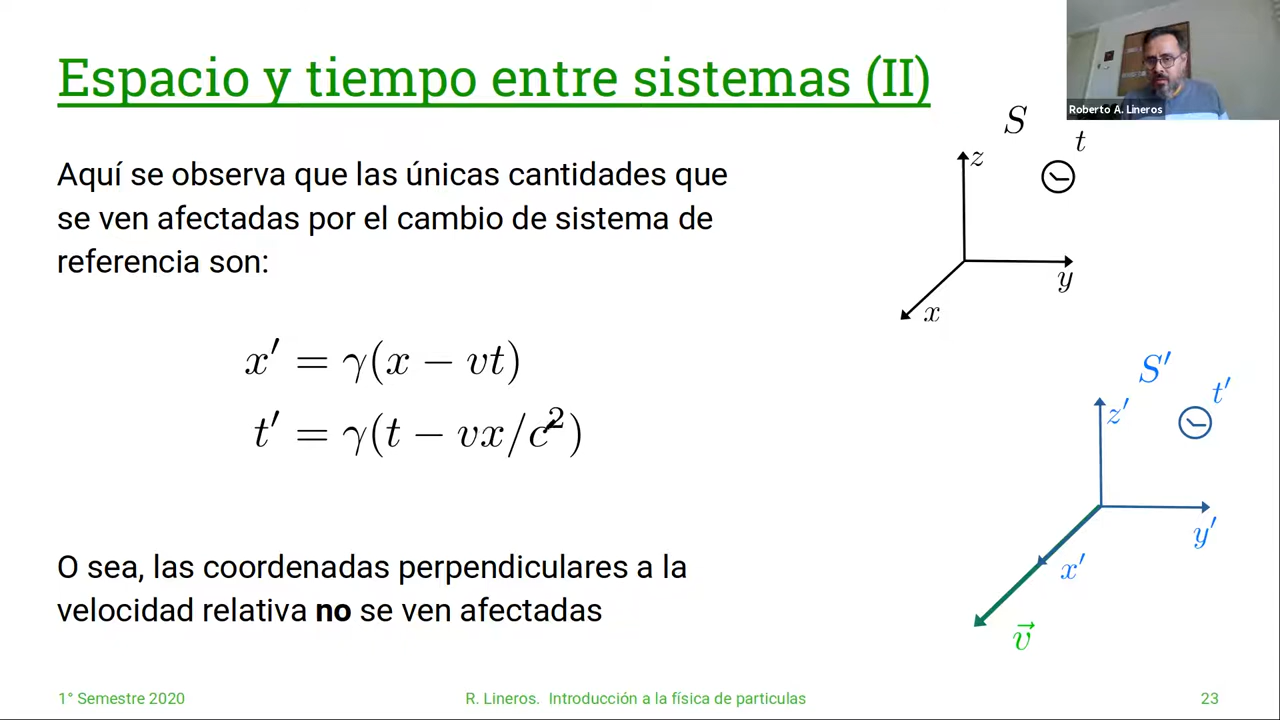 Espacio y tiempo entre sistemas (II)
Roberto A. Lineros
Aquí se observa que las únicas cantidades que
se ven afectadas por el cambio de sistema de
referencia son:
x′ = γ(x − vt)
t′ = γ(t − vx/c²)
O sea, las coordenadas perpendiculares a la
velocidad relativa no se ven afectadas
S
t
z
y
x
S′
t′
z′
y′
x′
v⃗
1° Semestre 2020
R. Lineros. Introducción a la física de particulas
23